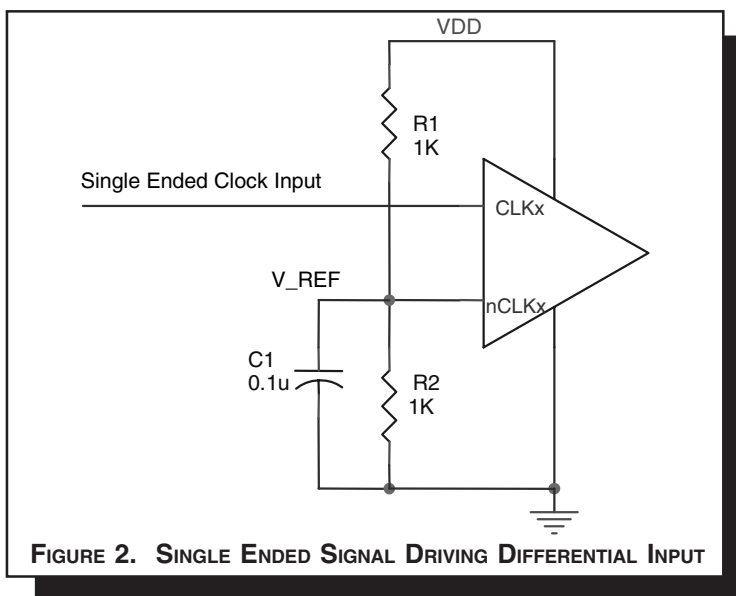 VDD
R1
1K
Single Ended Clock Input
CLKx
V_REF
nCLKx
C1
0.1u
R2
1K
FIGURE 2. SINGLE ENDED SIGNAL DRIVING DIFFERENTIAL INPUT